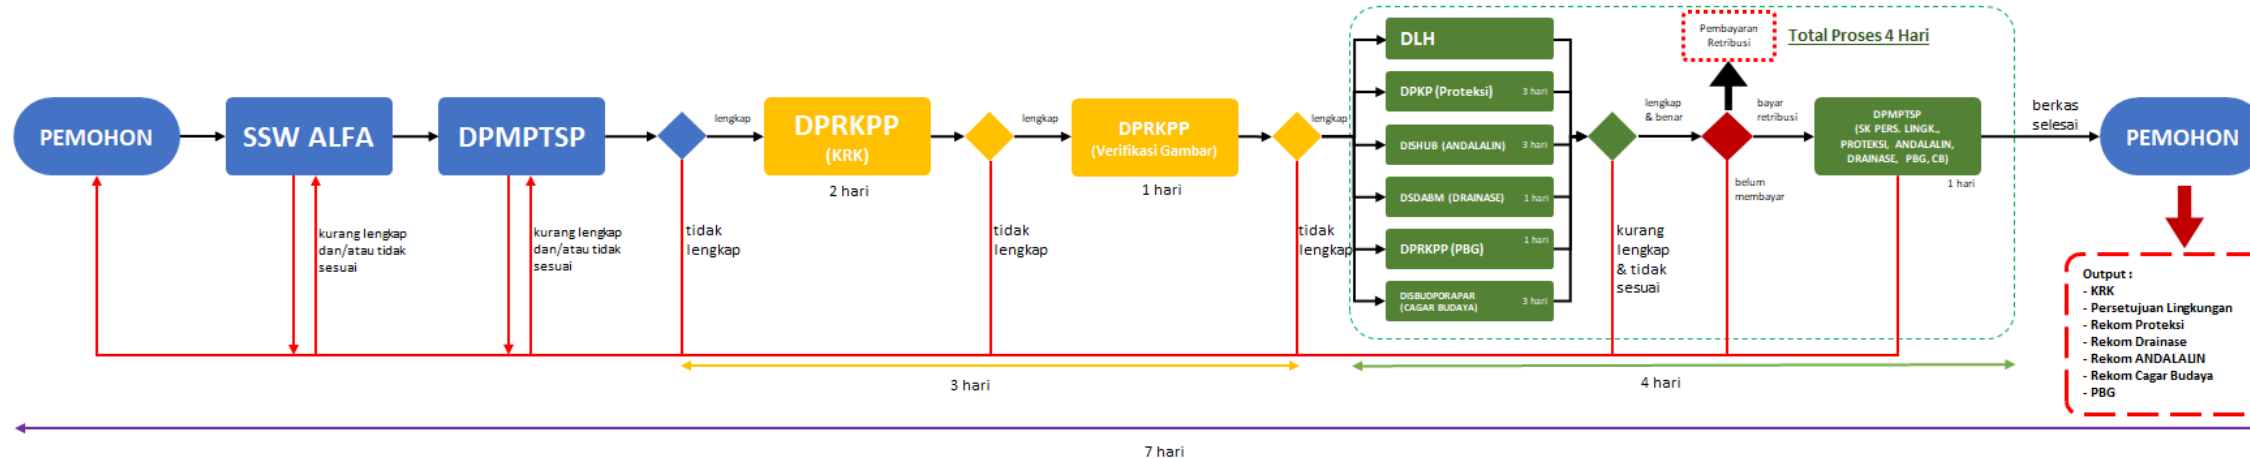 PEMOHON
SSW ALFA
kurang lengkap
dan/atau tidak
sesuai
DPMPTSP
kurang lengkap
dan/atau tidak
sesuai
lengkap
tidak
lengkap
DPRKPP
(KRK)
2 hari
lengkap
tidak
lengkap
DPRKPP
(Verifikasi Gambar)
1 hari
lengkap
tidak
lengkap
DLH
DPKP (Proteksi) 3 hari
DISHUB (ANDALALIN) 3 hari
DSDABM (DRAINASE) 1 hari
DPRKPP (PBG) 1 hari
DISBUDPORAPAR
(CAGAR BUDAYA) 3 hari
lengkap
& benar
kurang
lengkap
& tidak
sesuai
Pembayaran
Retribusi
Total Proses 4 Hari
bayar
retribusi
belum
membayar
DPMPTSP
(SK PERS. LINGK.,
PROTEKSI, ANDALALIN,
DRAINASE, PBG, CB)
1 hari
berkas
selesai
PEMOHON
Output :
- KRK
- Persetujuan Lingkungan
- Rekom Proteksi
- Rekom Drainase
- Rekom ANDALALIN
- Rekom Cagar Budaya
- PBG
3 hari
4 hari
7 hari